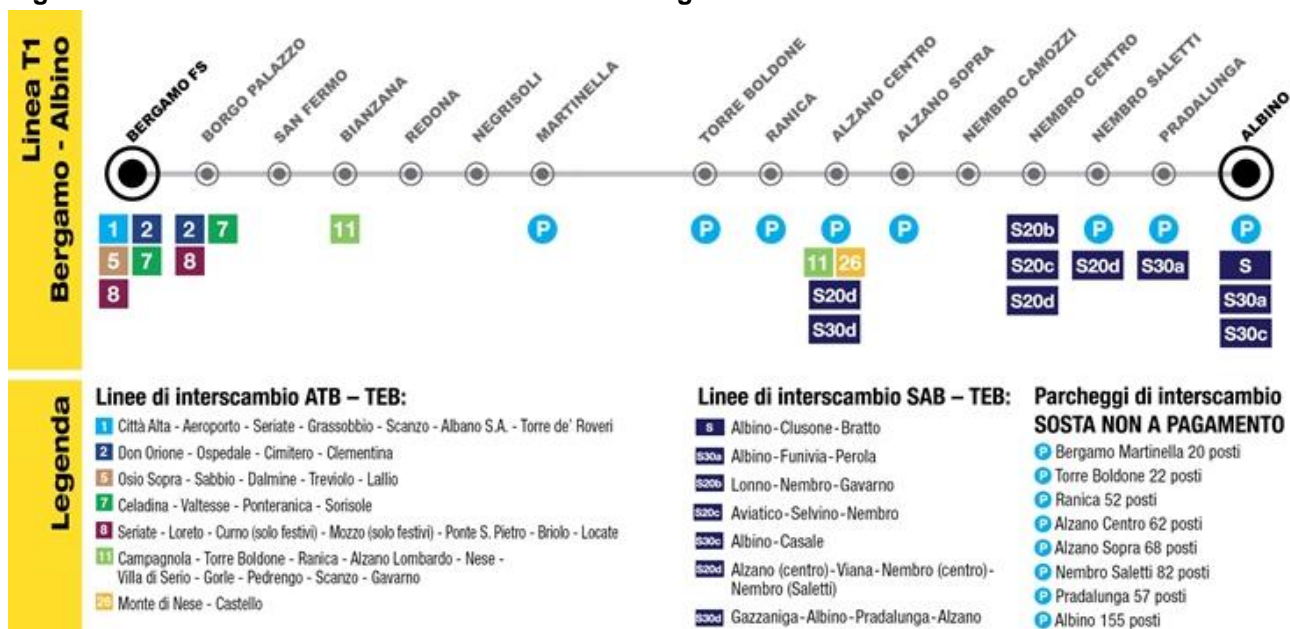 Linea T1
Bergamo - Albino
BERGAMO FS
BORGO PALAZZO
SAN FERMO
BIANZANA
REDONA
NEGRISOLI
MARTINELLA
TORRE BOLDONE
RANICA
ALZANO CENTRO
ALZANO SOPRA
NEMBRO CAMOZZI
NEMBRO CENTRO
NEMBRO SALETTI
PRADALUNGA
ALBINO
1 2 2 7 11 P P P P P S20b P P P
5 7 8 11 26 S20c S20d S30a S
8 S20d S20d S30a
S30d S30c
Legenda
Linee di interscambio ATB – TEB:
1 Città Alta - Aeroporto - Seriate - Grassobbio - Scanzo - Albano S.A. - Torre de' Roveri
2 Don Orione - Ospedale - Cimitero - Clementina
5 Osio Sopra - Sabbio - Dalmine - Treviolo - Lallio
7 Celadina - Valtesse - Ponteranica - Sorisole
8 Seriate - Loreto - Curno (solo festivi) - Mozzo (solo festivi) - Ponte S. Pietro - Briolo - Locate
11 Campagnola - Torre Boldone - Ranica - Alzano Lombardo - Nese -
Villa di Serio - Gorle - Pedrengo - Scanzo - Gavarno
26 Monte di Nese - Castello
Linee di interscambio SAB – TEB:
S Albino-Clusone-Bratto
S30a Albino-Funivia-Perola
S20b Lonno-Nembro-Gavarno
S20c Aviatico-Selvino-Nembro
S30c Albino-Casale
S20d Alzano (centro)-Viana-Nembro (centro)-
Nembro (Saletti)
S30d Gazzaniga-Albino-Pradalunga-Alzano
Parcheggi di interscambio
SOSTA NON A PAGAMENTO
P Bergamo Martinella 20 posti
P Torre Boldone 22 posti
P Ranica 52 posti
P Alzano Centro 62 posti
P Alzano Sopra 68 posti
P Nembro Saletti 82 posti
P Pradalunga 57 posti
P Albino 155 posti